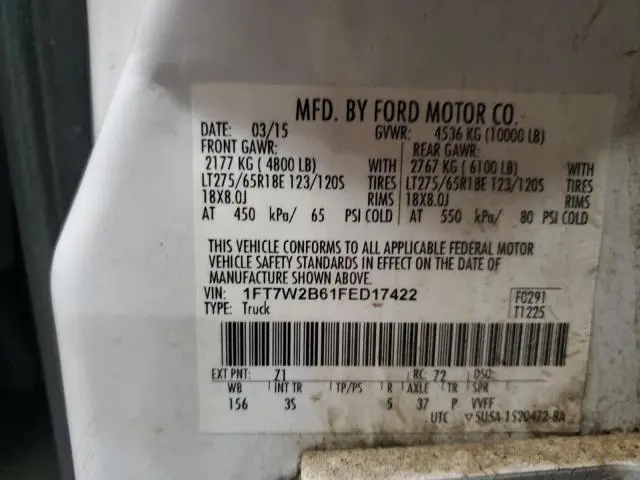 MFD. BY FORD MOTOR CO.
DATE: 03/15 GVWR: 4536 KG (10000 LB)
FRONT GAWR: REAR GAWR:
2177 KG ( 4800 LB) WITH 2767 KG ( 6100 LB) WITH
LT275/65R18E 123/120S TIRES LT275/65R18E 123/120S TIRES
18X8.0J RIMS 18X8.0J RIMS
AT 450 kPa/ 65 PSI COLD AT 550 kPa/ 80 PSI COLD
THIS VEHICLE CONFORMS TO ALL APPLICABLE FEDERAL MOTOR
VEHICLE SAFETY STANDARDS IN EFFECT ON THE DATE OF
MANUFACTURE SHOWN ABOVE.
VIN: 1FT7W2B61FED17422 F0291
TYPE: Truck T1225
EXT PNT: Z1 RC: 72 DSO:
WB INT TR TP/PS R AXLE TR SPR
156 3S 5 37 P VVFF
UTC